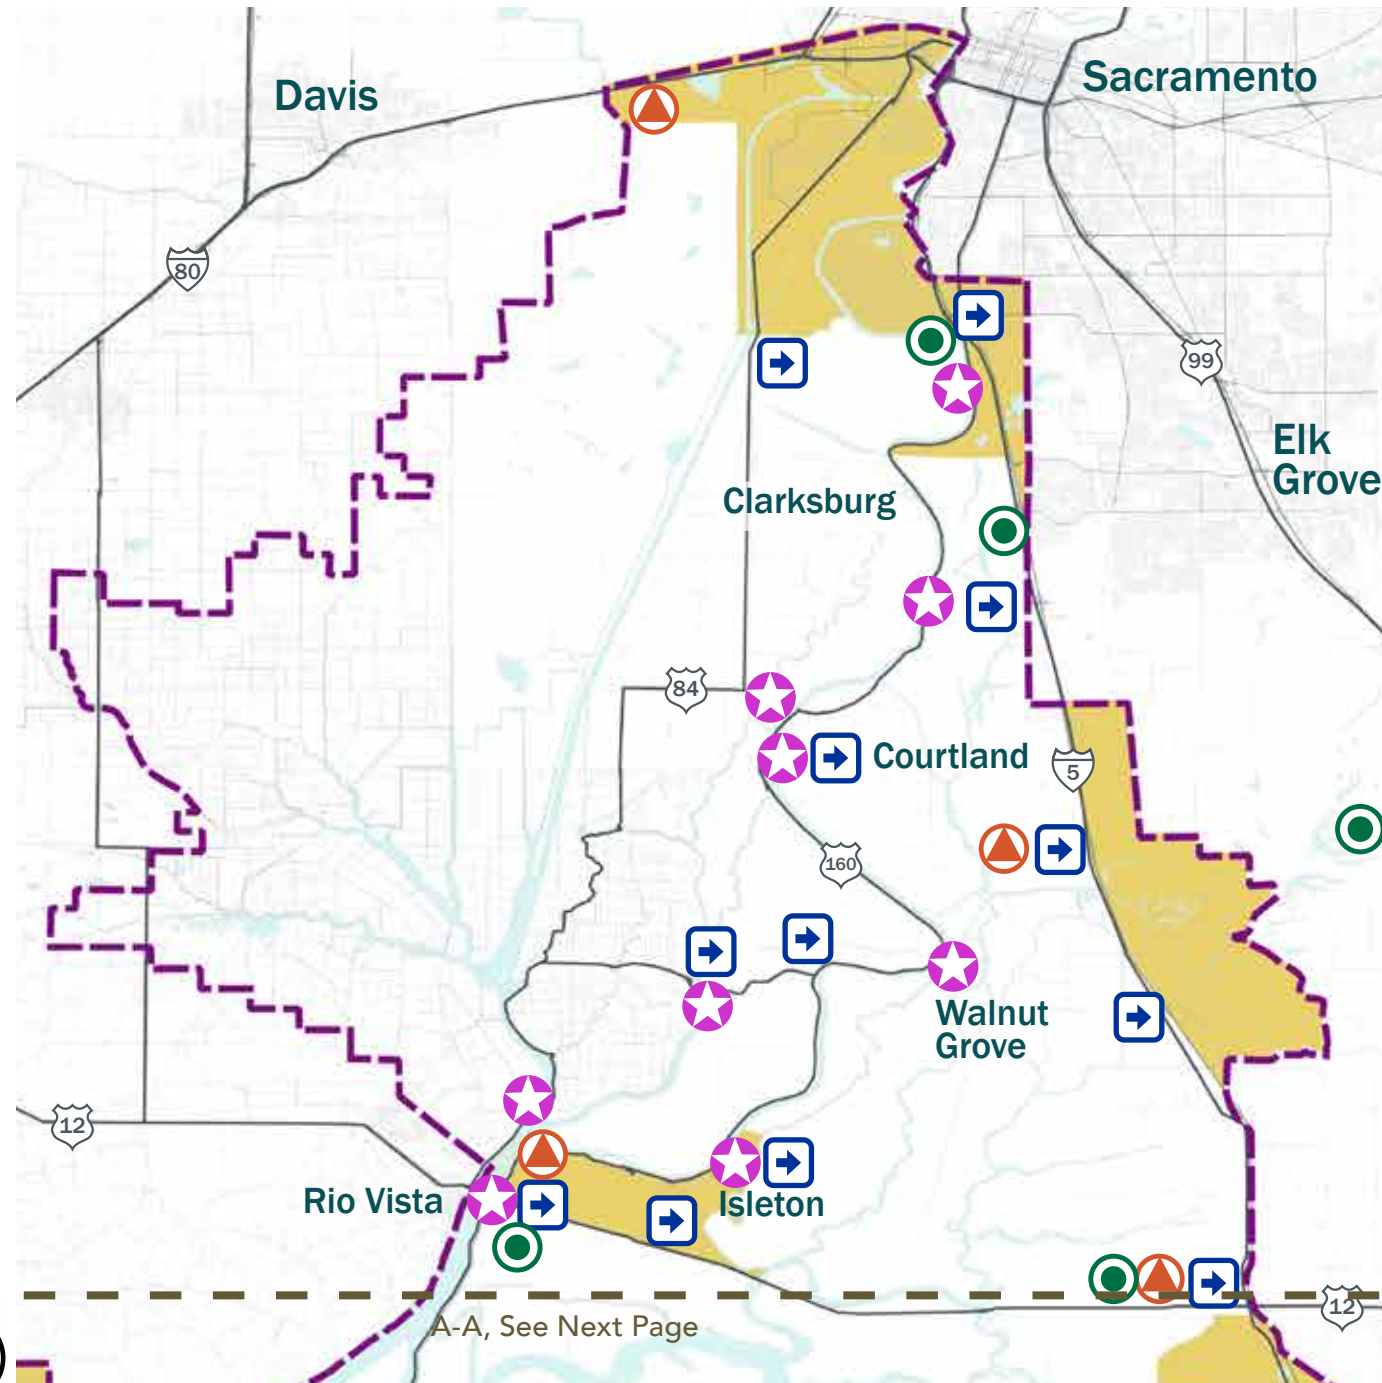 Davis
Sacramento
80
99
Elk
Grove
Clarksburg
84
Courtland
5
160
Walnut
Grove
12
Rio Vista
Isleton
12
A-A, See Next Page